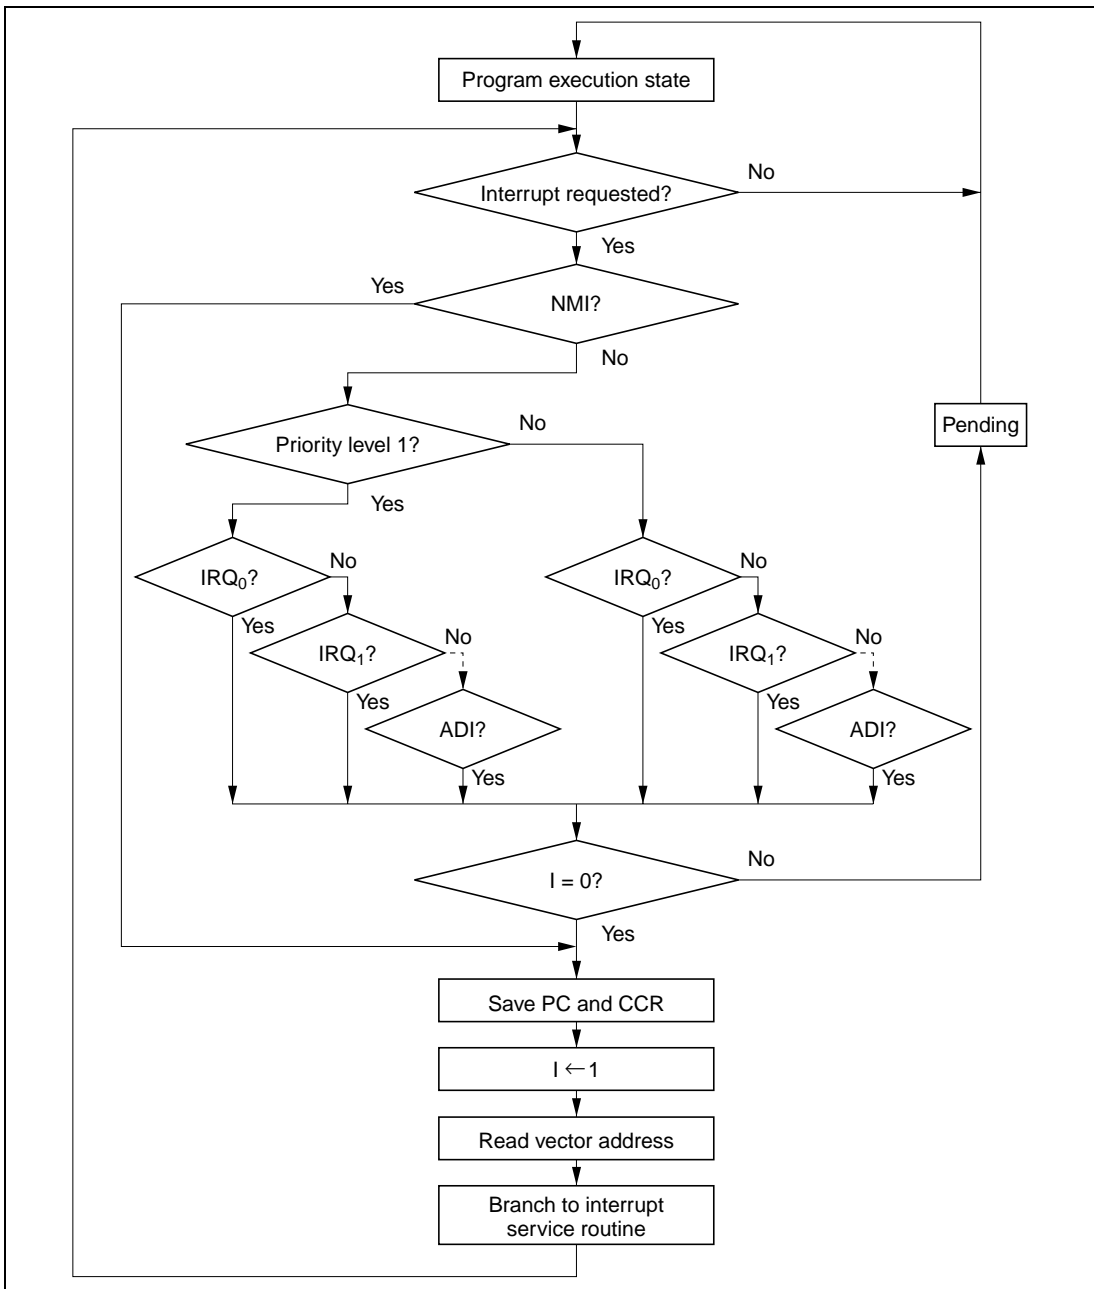 Program execution state
Interrupt requested?
No
Yes
Yes
NMI?
No
Priority level 1?
No
Pending
Yes
IRQ0?
No
IRQ0?
No
Yes
IRQ1?
No
Yes
IRQ1?
No
Yes
ADI?
Yes
ADI?
Yes
Yes
I = 0?
No
Yes
Save PC and CCR
I ← 1
Read vector address
Branch to interrupt
service routine